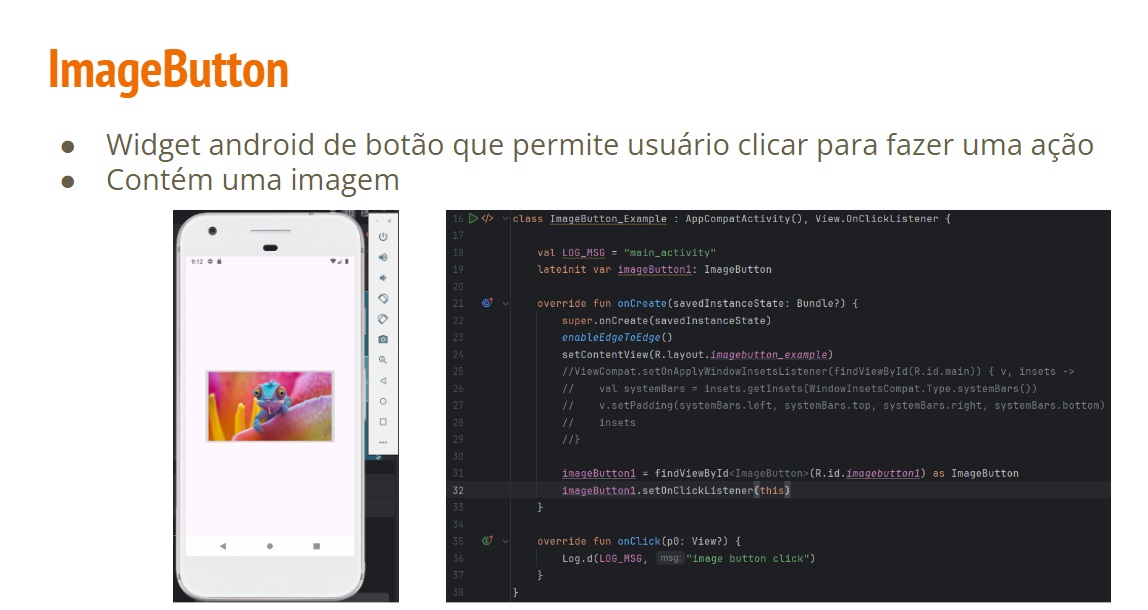 ImageButton
● Widget android de botão que permite usuário clicar para fazer uma ação
● Contém uma imagem
9:12
16 class ImageButton_Example : AppCompatActivity(), View.OnClickListener {
17
18 val LOG_MSG = "main_activity"
19 lateinit var imageButton1: ImageButton
20
21 override fun onCreate(savedInstanceState: Bundle?) {
22 super.onCreate(savedInstanceState)
23 enableEdgeToEdge()
24 setContentView(R.layout.imagebutton_example)
25 //ViewCompat.setOnApplyWindowInsetsListener(findViewById(R.id.main)) { v, insets ->
26 // val systemBars = insets.getInsets(WindowInsetsCompat.Type.systemBars())
27 // v.setPadding(systemBars.left, systemBars.top, systemBars.right, systemBars.bottom)
28 // insets
29 //}
30
31 imageButton1 = findViewById<ImageButton>(R.id.imagebutton1) as ImageButton
32 imageButton1.setOnClickListener(this)
33 }
34
35 override fun onClick(p0: View?) {
36 Log.d(LOG_MSG, msg: "image button click")
37 }
38 }